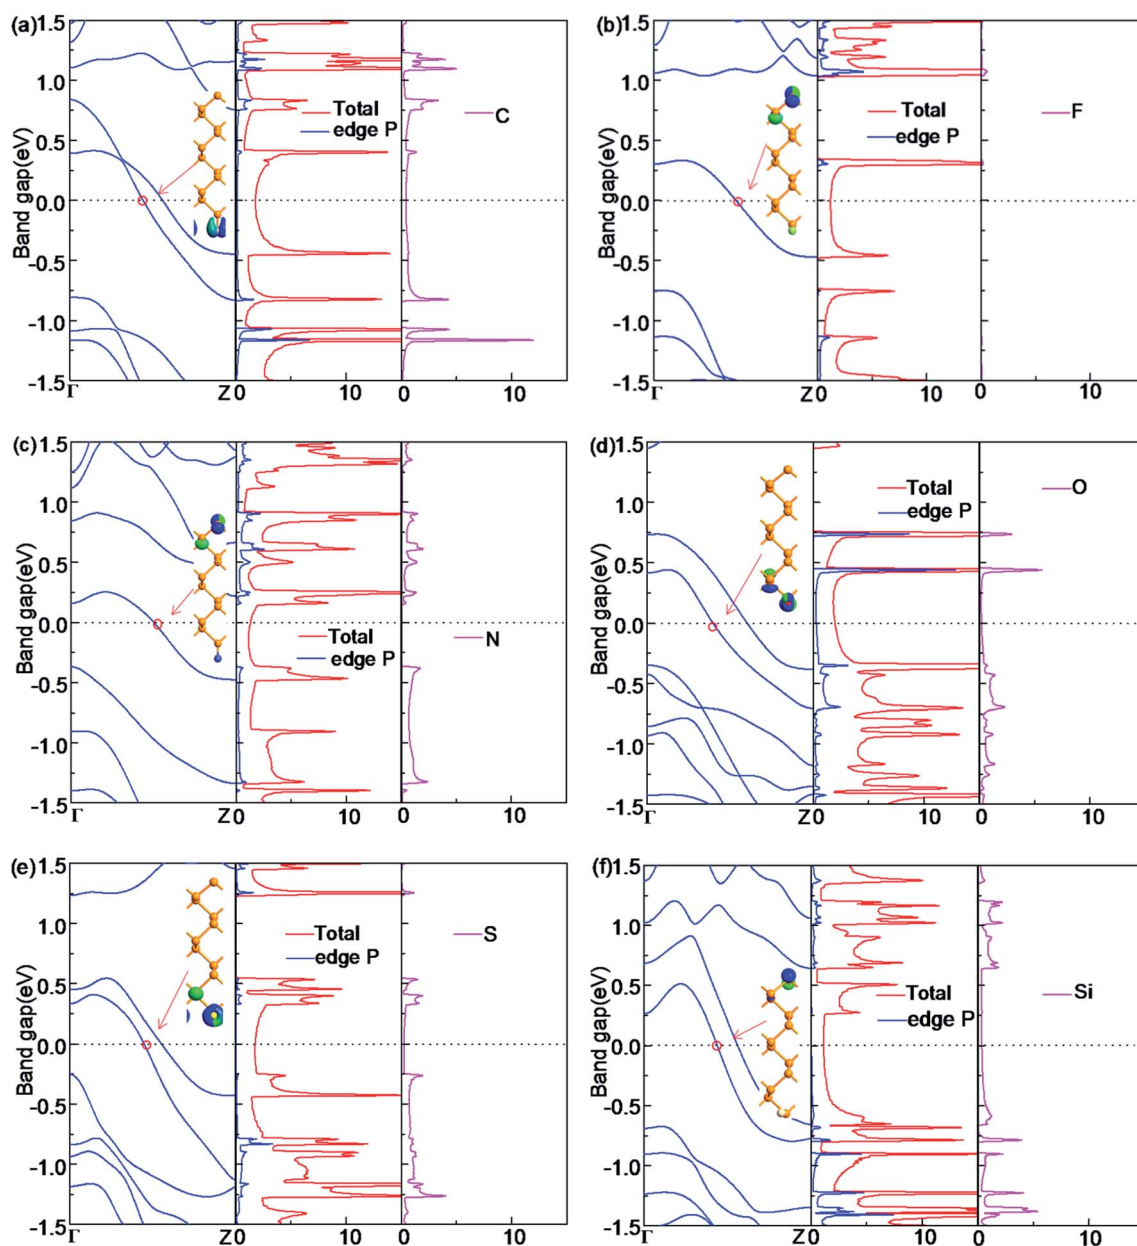 (a) 1.5
1.0
0.5
0.0
-0.5
-1.0
-1.5
Band gap(eV)
Total
edge P
C
Γ Z 0 10 0 10
(b) 1.5
1.0
0.5
0.0
-0.5
-1.0
-1.5
Band gap(eV)
Total
edge P
F
Γ Z 0 10 0 10
(c) 1.5
1.0
0.5
0.0
-0.5
-1.0
-1.5
Band gap(eV)
Total
edge P
N
Γ Z 0 10 0 10
(d) 1.5
1.0
0.5
0.0
-0.5
-1.0
-1.5
Band gap(eV)
Total
edge P
O
Γ Z 0 10 0 10
(e) 1.5
1.0
0.5
0.0
-0.5
-1.0
-1.5
Band gap(eV)
Total
edge P
S
Γ Z 0 10 0 10
(f) 1.5
1.0
0.5
0.0
-0.5
-1.0
-1.5
Band gap(eV)
Total
edge P
Si
Γ Z 0 10 0 10